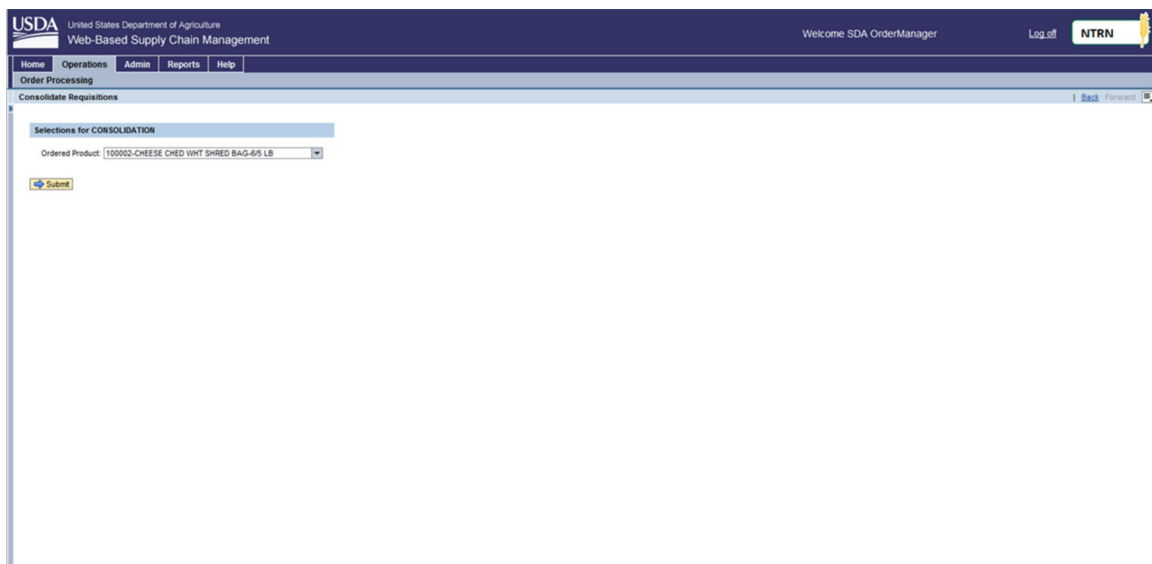 USDA United States Department of Agriculture
Web-Based Supply Chain Management
Welcome SDA OrderManager
Log off
NTRN
Home Operations Admin Reports Help
Order Processing
Consolidate Requisitions
| Back Forward
Selections for CONSOLIDATION
Ordered Product: 100002-CHEESE CHED WHT SHRED BAG-6/5 LB
Submit